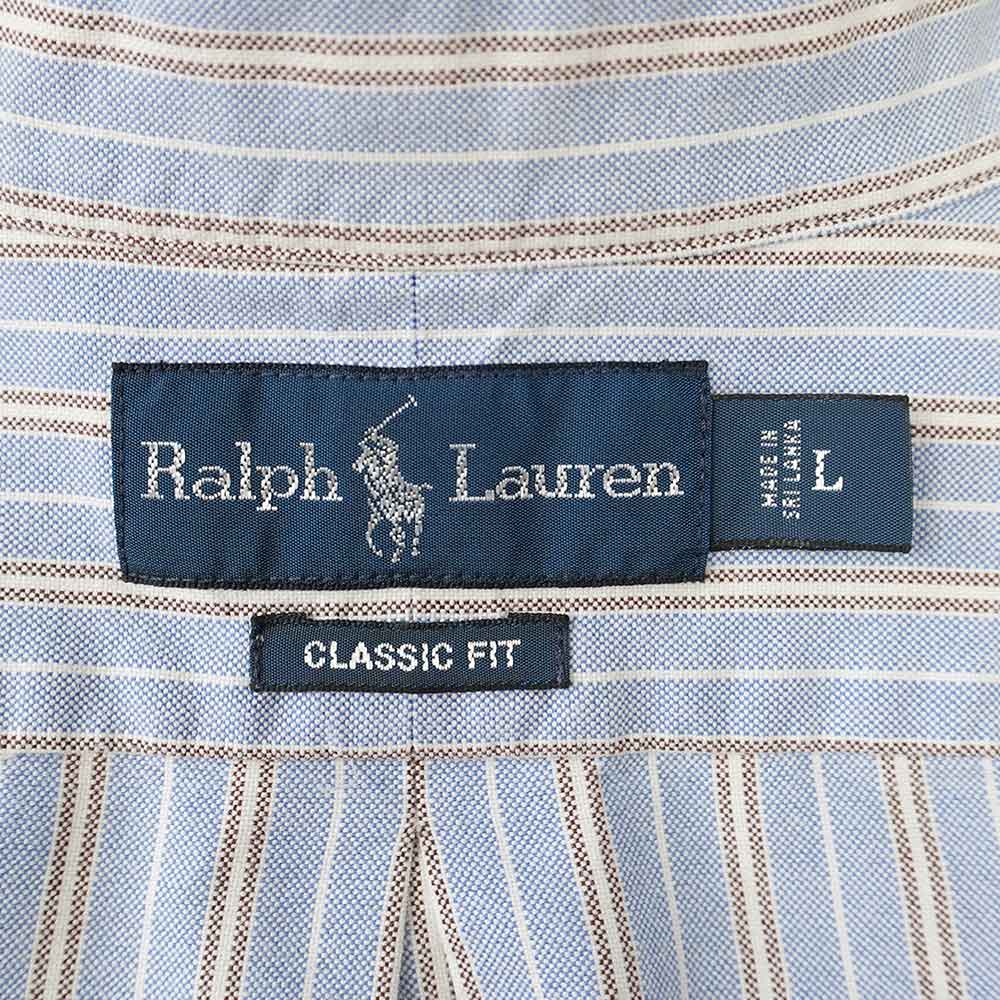 Ralph Lauren
MADE IN
SRI LANKA
L
CLASSIC FIT